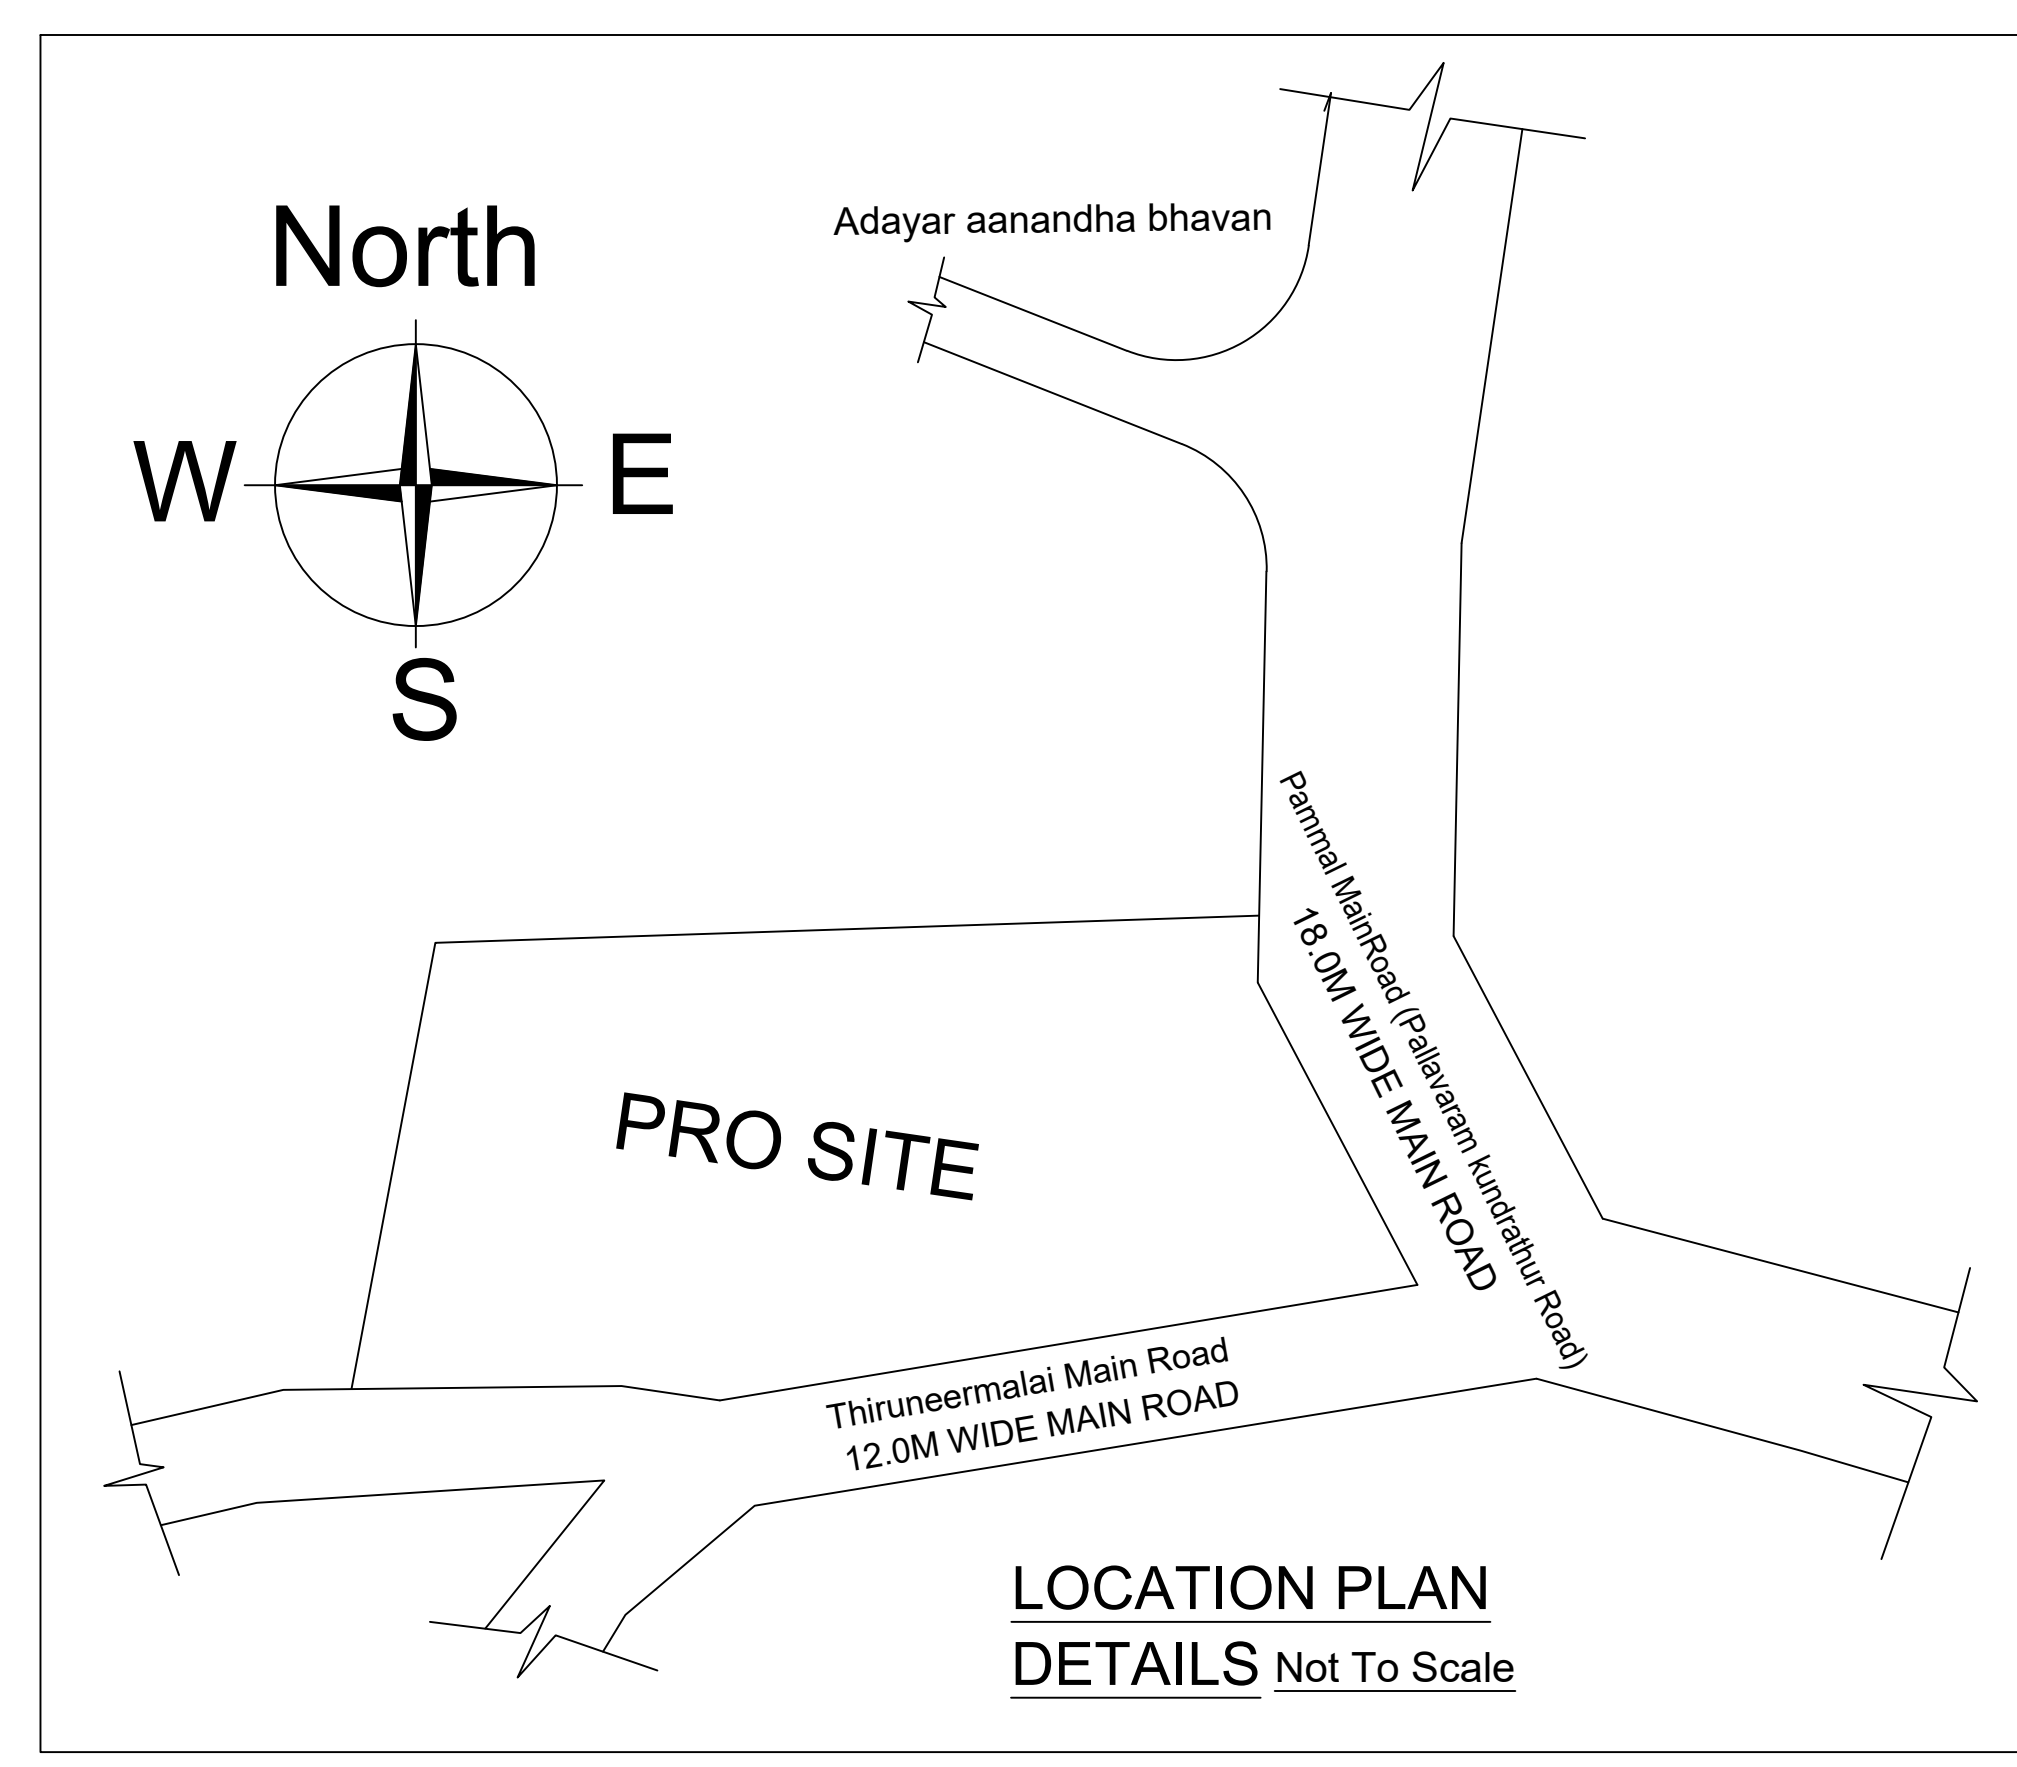 Adayar aanandha bhavan
North
W
E
S
Pammal MainRoad (Pallavaram kundrathur Road)
18.0M WIDE MAIN ROAD
PRO SITE
Thiruneermalai Main Road
12.0M WIDE MAIN ROAD
LOCATION PLAN
DETAILS Not To Scale